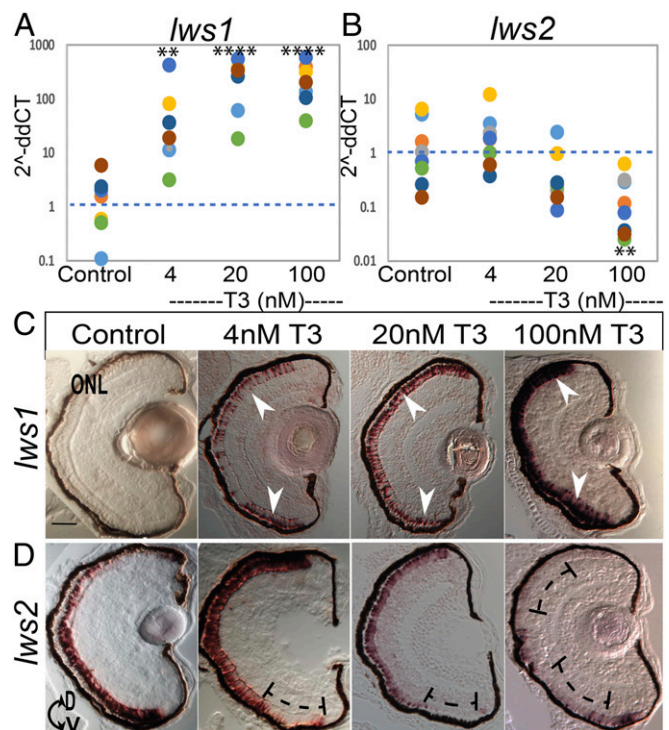 A lws1
B lws2
2^-ddCT
1000
100
10
1
0.1
** **** ****
Control 4 20 100
-------T3 (nM)-----
2^-ddCT
10
1
0.1
0.01
**
Control 4 20 100
-------T3 (nM)-----
C Control 4nM T3 20nM T3 100nM T3
lws1
ONL
D
lws2
D
V